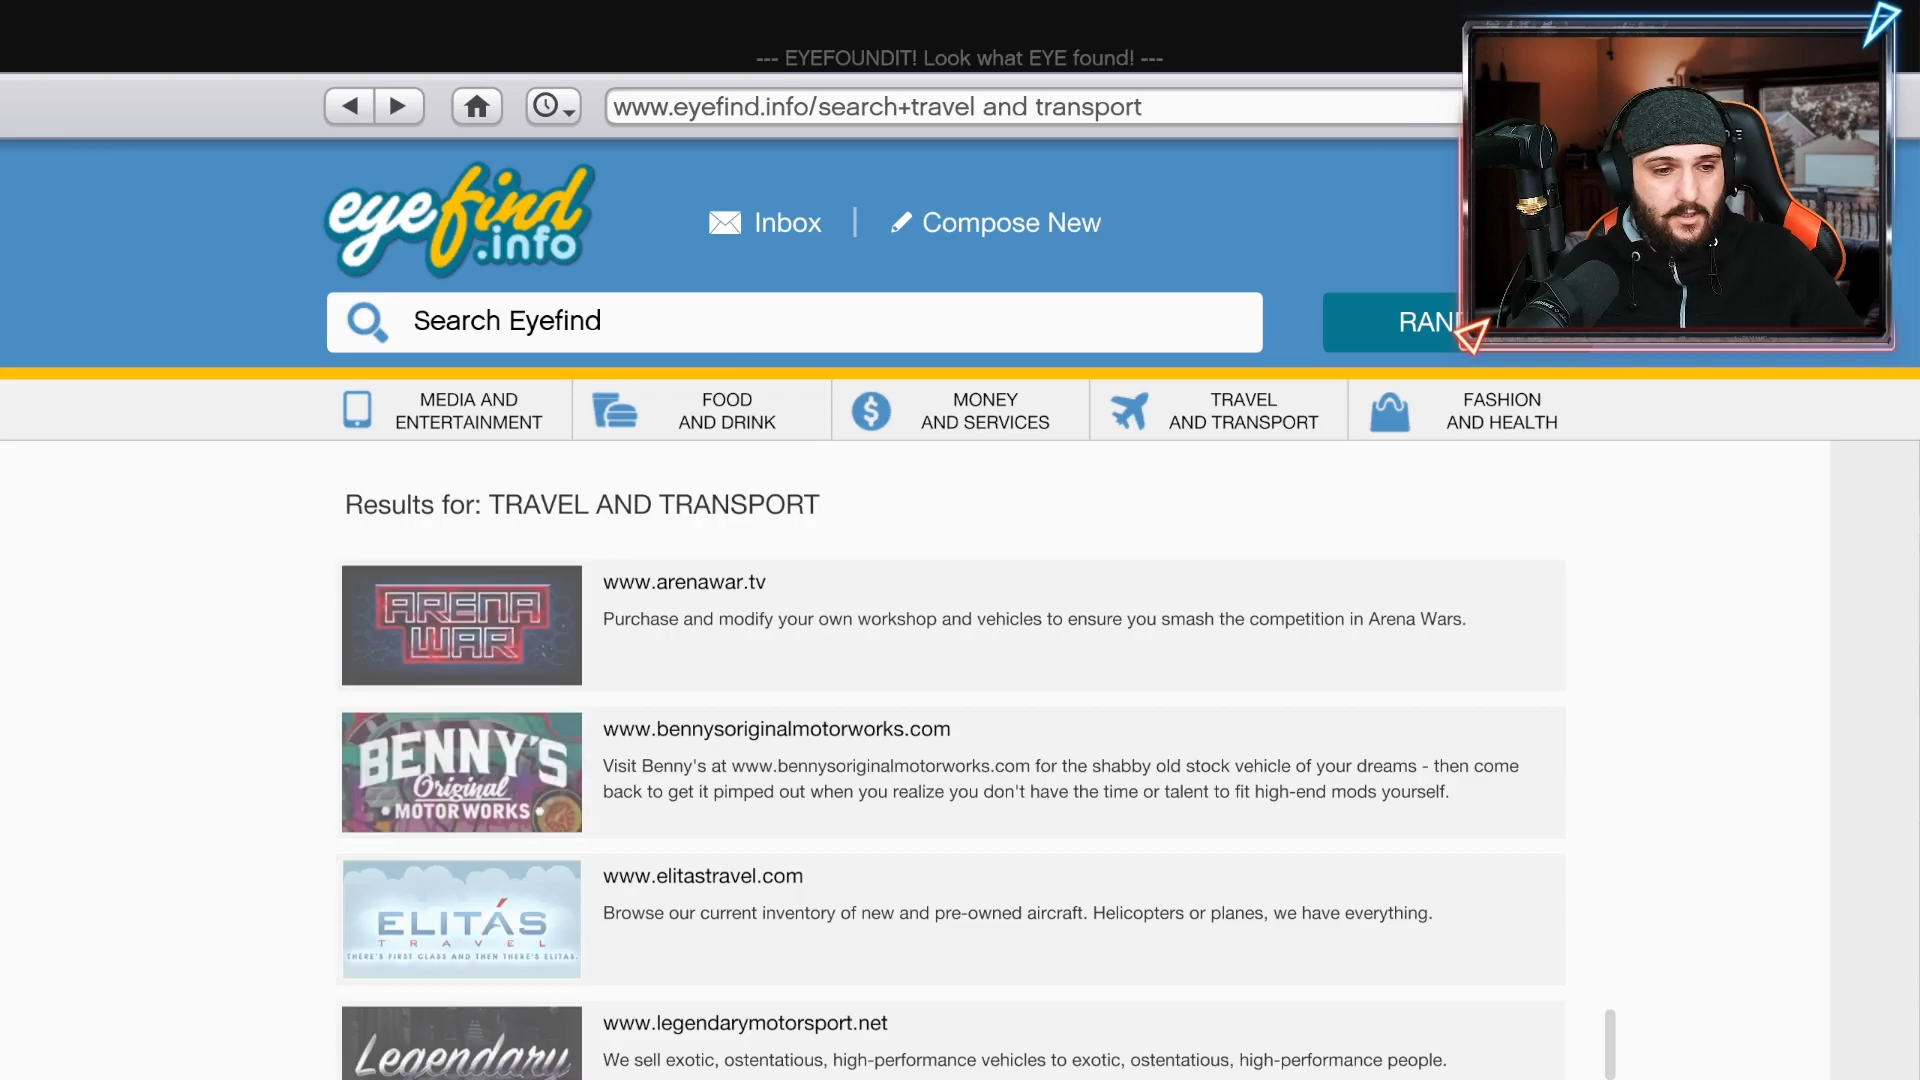 --- EYEFOUNDIT! Look what EYE found! ---
www.eyefind.info/search+travel and transport
eyefind
.info
Inbox
Compose New
Search Eyefind
MEDIA AND
ENTERTAINMENT
FOOD
AND DRINK
MONEY
AND SERVICES
TRAVEL
AND TRANSPORT
FASHION
AND HEALTH
Results for: TRAVEL AND TRANSPORT
ARENA
WAR
www.arenawar.tv
Purchase and modify your own workshop and vehicles to ensure you smash the competition in Arena Wars.
BENNY'S
Original
• MOTOR WORKS •
www.bennysoriginalmotorworks.com
Visit Benny's at www.bennysoriginalmotorworks.com for the shabby old stock vehicle of your dreams - then come
back to get it pimped out when you realize you don't have the time or talent to fit high-end mods yourself.
ELITÁS
TRAVEL
THERE'S FIRST CLASS AND THEN THERE'S ELITAS.
www.elitastravel.com
Browse our current inventory of new and pre-owned aircraft. Helicopters or planes, we have everything.
Legendary
www.legendarymotorsport.net
We sell exotic, ostentatious, high-performance vehicles to exotic, ostentatious, high-performance people.